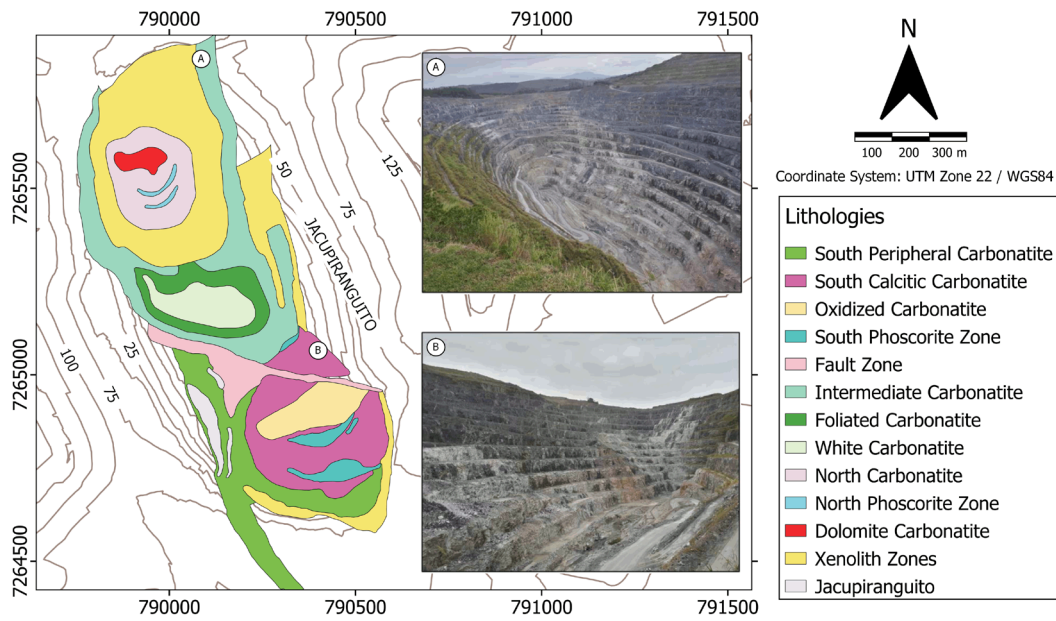 790000
790500
791000
791500
7265500
7265000
7264500
A
B
50
75
125
JACUPIRANGUITO
100
75
25
A
B
790000
790500
791000
791500
N
100
200
300 m
Coordinate System: UTM Zone 22 / WGS84
Lithologies
South Peripheral Carbonatite
South Calcitic Carbonatite
Oxidized Carbonatite
South Phoscorite Zone
Fault Zone
Intermediate Carbonatite
Foliated Carbonatite
White Carbonatite
North Carbonatite
North Phoscorite Zone
Dolomite Carbonatite
Xenolith Zones
Jacupiranguito